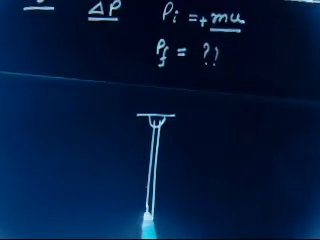 ΔP Pi = + mu
Pf = ??